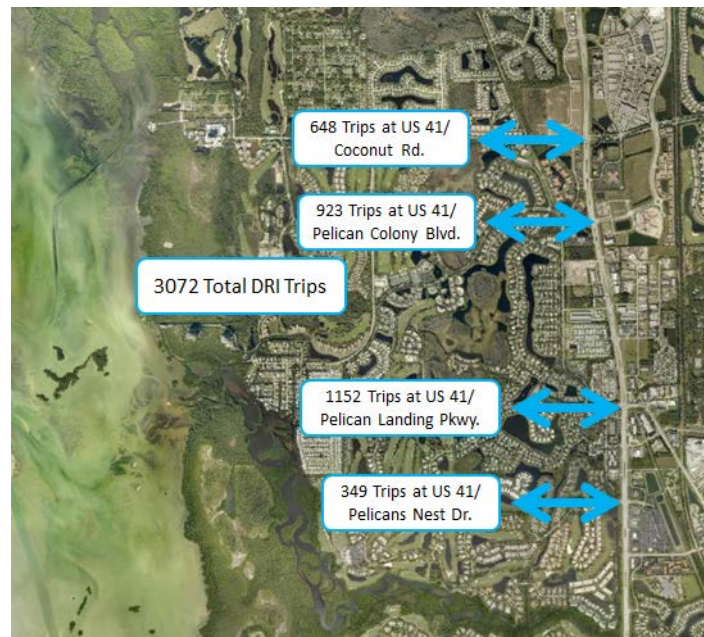 648 Trips at US 41/
Coconut Rd.
923 Trips at US 41/
Pelican Colony Blvd.
3072 Total DRI Trips
1152 Trips at US 41/
Pelican Landing Pkwy.
349 Trips at US 41/
Pelicans Nest Dr.